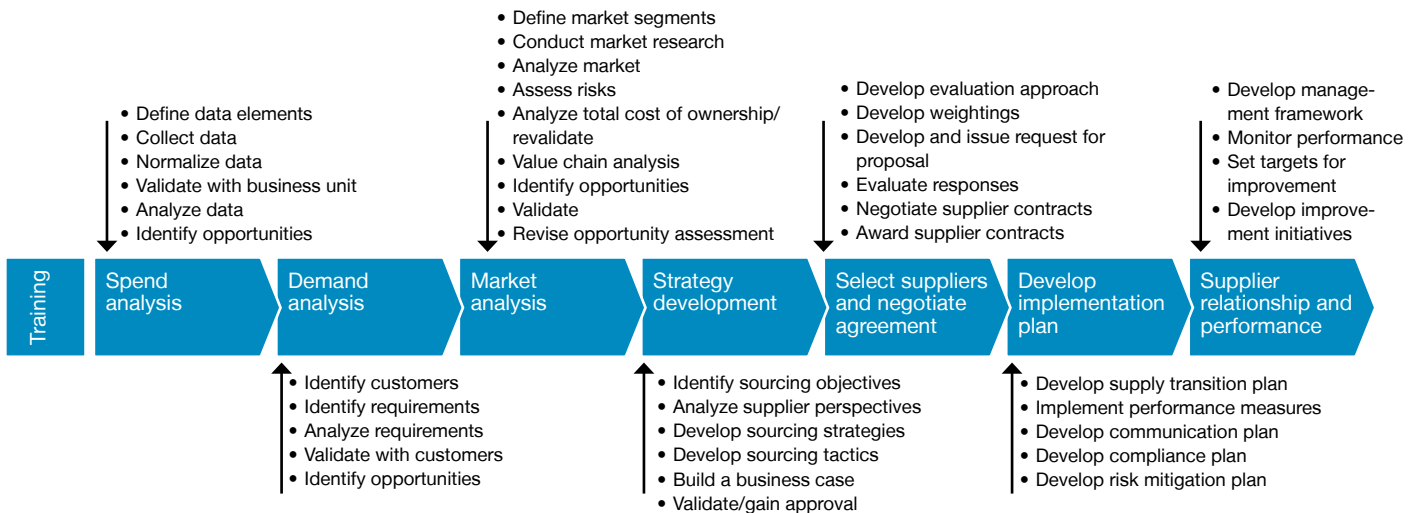 • Define market segments
• Conduct market research
• Analyze market
• Assess risks
• Analyze total cost of ownership/
revalidate
• Value chain analysis
• Identify opportunities
• Validate
• Revise opportunity assessment
• Define data elements
• Collect data
• Normalize data
• Validate with business unit
• Analyze data
• Identify opportunities
• Develop evaluation approach
• Develop weightings
• Develop and issue request for
proposal
• Evaluate responses
• Negotiate supplier contracts
• Award supplier contracts
• Develop manage-
ment framework
• Monitor performance
• Set targets for
improvement
• Develop improve-
ment initiatives
Training
Spend
analysis
Demand
analysis
Market
analysis
Strategy
development
Select suppliers
and negotiate
agreement
Develop
implementation
plan
Supplier
relationship and
performance
• Identify customers
• Identify requirements
• Analyze requirements
• Validate with customers
• Identify opportunities
• Identify sourcing objectives
• Analyze supplier perspectives
• Develop sourcing strategies
• Develop sourcing tactics
• Build a business case
• Validate/gain approval
• Develop supply transition plan
• Implement performance measures
• Develop communication plan
• Develop compliance plan
• Develop risk mitigation plan